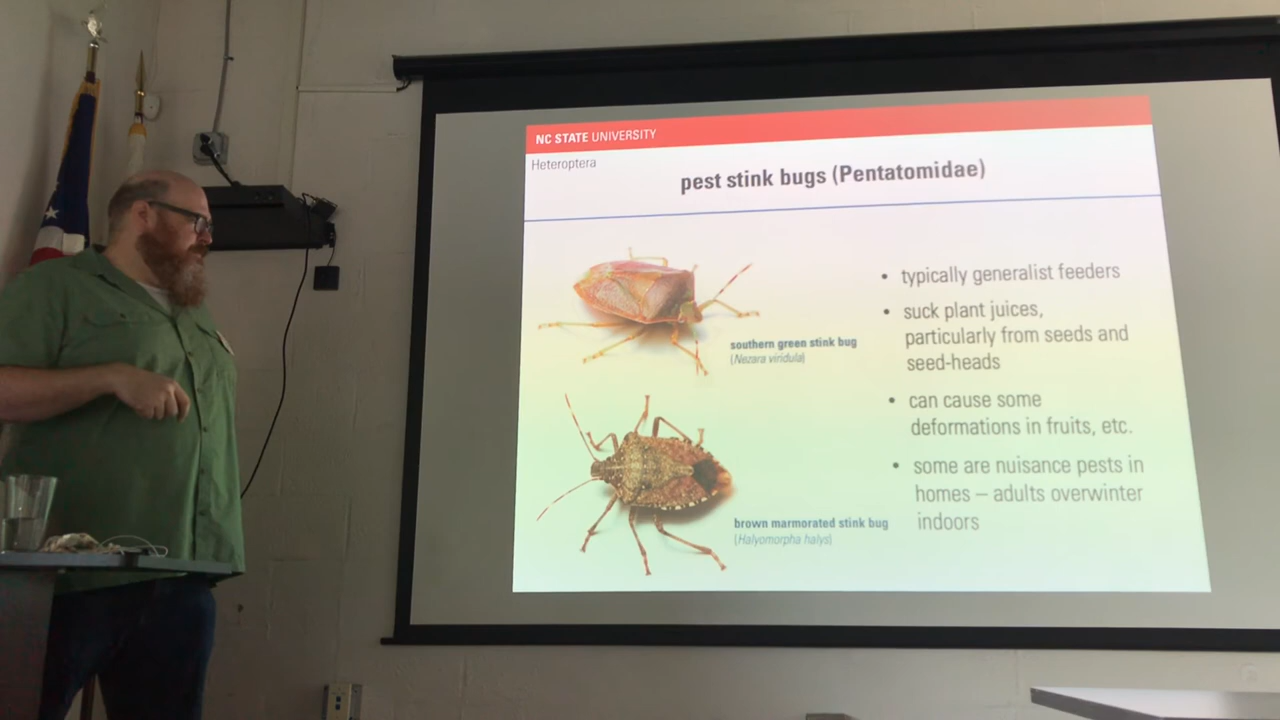 NC STATE UNIVERSITY
Heteroptera
pest stink bugs (Pentatomidae)
southern green stink bug
(Nezara viridula)
brown marmorated stink bug
(Halyomorpha halys)
• typically generalist feeders
• suck plant juices,
particularly from seeds and
seed-heads
• can cause some
deformations in fruits, etc.
• some are nuisance pests in
homes – adults overwinter
indoors